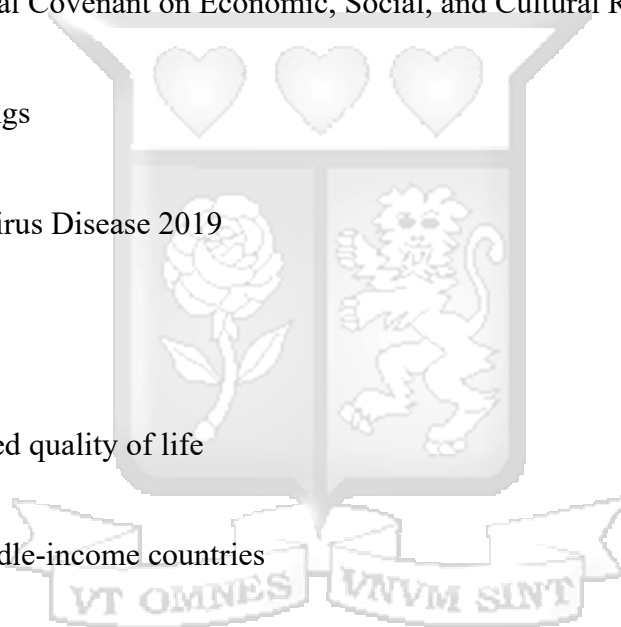 al Covenant on Economic, Social, and Cultural R
gs
irus Disease 2019
ed quality of life
dle-income countries
VT OMNES VNVM SINT